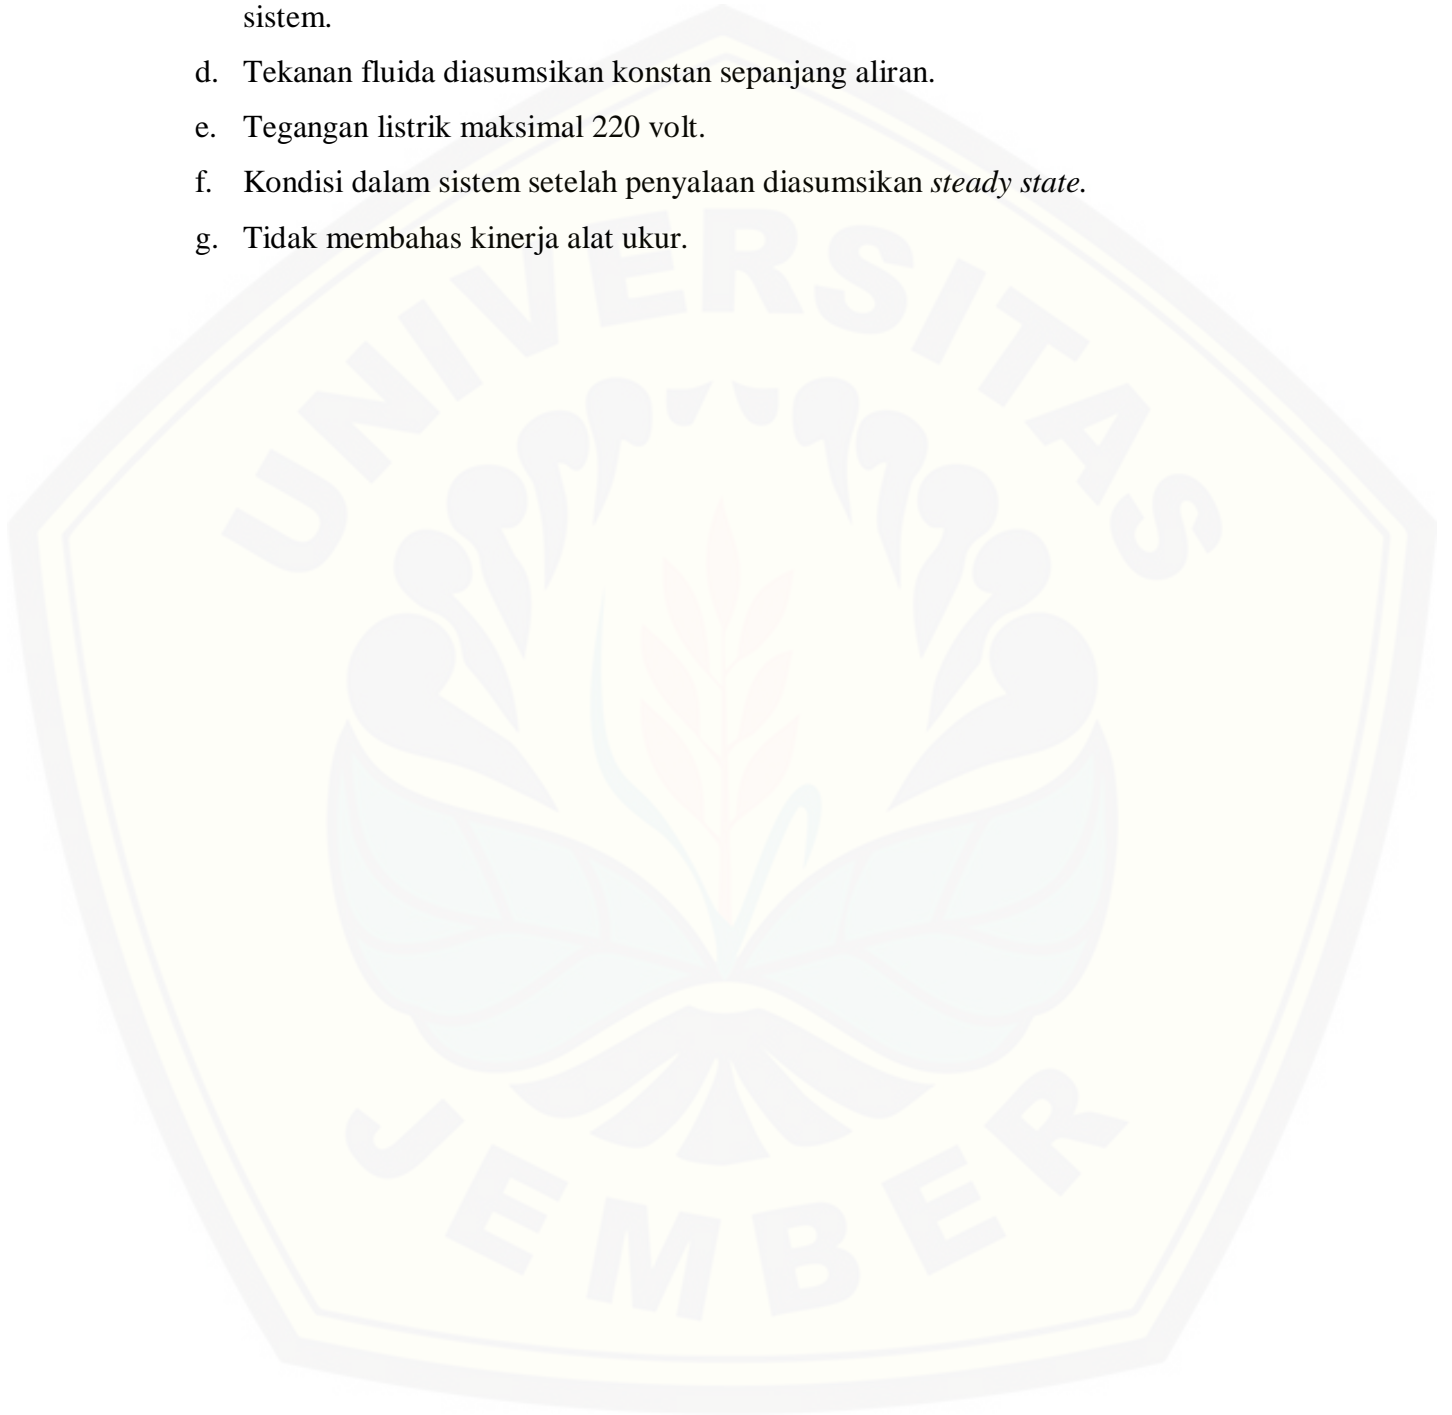 sistem.
d. Tekanan fluida diasumsikan konstan sepanjang aliran.
e. Tegangan listrik maksimal 220 volt.
f. Kondisi dalam sistem setelah penyalaan diasumsikan steady state.
g. Tidak membahas kinerja alat ukur.
UNIVERSITAS
JEMBER